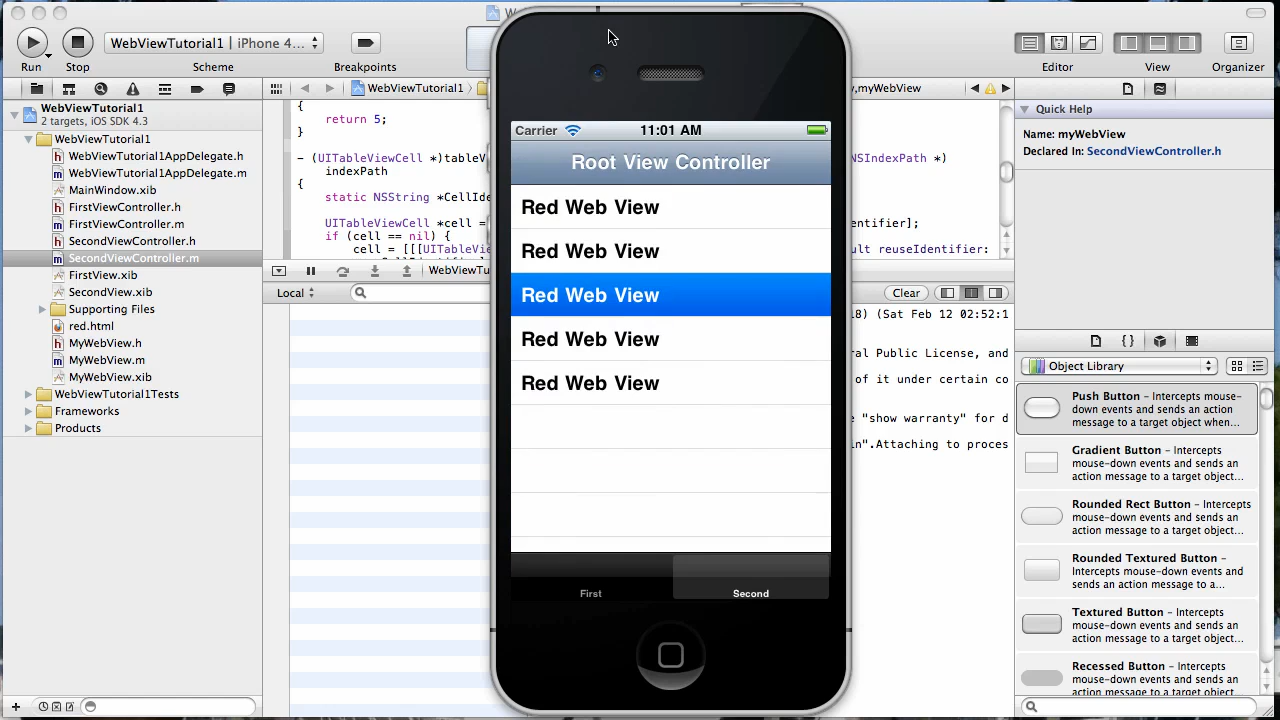 We
WebViewTutorial1 | iPhone 4...
Run
Stop
Scheme
Breakpoints
Editor
View
Organizer
WebViewTutorial1
2 targets, iOS SDK 4.3
WebViewTutorial1
WebViewTutorial1AppDelegate.h
WebViewTutorial1AppDelegate.m
MainWindow.xib
FirstViewController.h
FirstViewController.m
SecondViewController.h
SecondViewController.m
FirstView.xib
SecondView.xib
Supporting Files
red.html
MyWebView.h
MyWebView.m
MyWebView.xib
WebViewTutorial1Tests
Frameworks
Products
WebViewTutorial1
myWebView
{
return 5;
}
- (UITableViewCell *)tablev
NSIndexPath *)
indexPath
{
static NSString *CellIde
UITableViewCell *cell =
entifier];
if (cell == nil) {
cell = [[[UITableVie
ult reuseIdentifier:
WebViewTu
Local
Clear
18) (Sat Feb 12 02:52:1
ral Public License, and
of it under certain co
e "show warranty" for d
in".Attaching to proces
Carrier
11:01 AM
Root View Controller
Red Web View
Red Web View
Red Web View
Red Web View
Red Web View
First
Second
Quick Help
Name: myWebView
Declared In: SecondViewController.h
Object Library
Push Button - Intercepts mouse-
down events and sends an action
message to a target object when...
Gradient Button - Intercepts
mouse-down events and sends an
action message to a target object...
Rounded Rect Button - Intercepts
mouse-down events and sends an
action message to a target object...
Rounded Textured Button -
Intercepts mouse-down events and
sends an action message to a...
Textured Button - Intercepts
mouse-down events and sends an
action message to a target object...
Recessed Button - Intercepts
mouse-down events and sends an